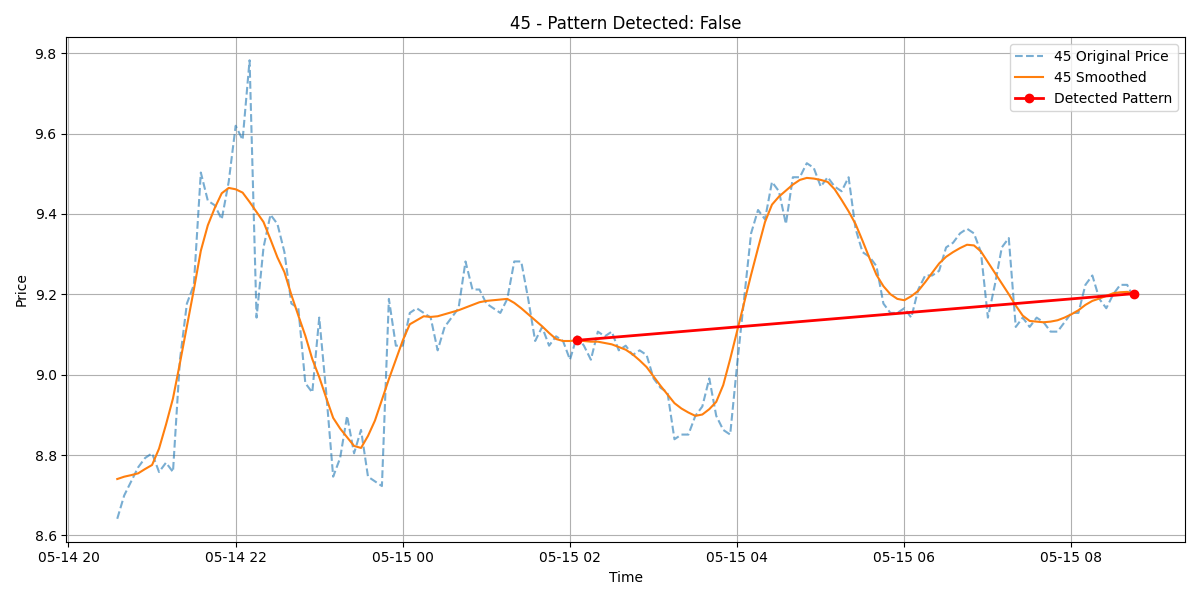 45 - Pattern Detected: False
45 Original Price
45 Smoothed
Detected Pattern
Price
9.8
9.6
9.4
9.2
9.0
8.8
8.6
05-14 20 05-14 22 05-15 00 05-15 02 05-15 04 05-15 06 05-15 08
Time